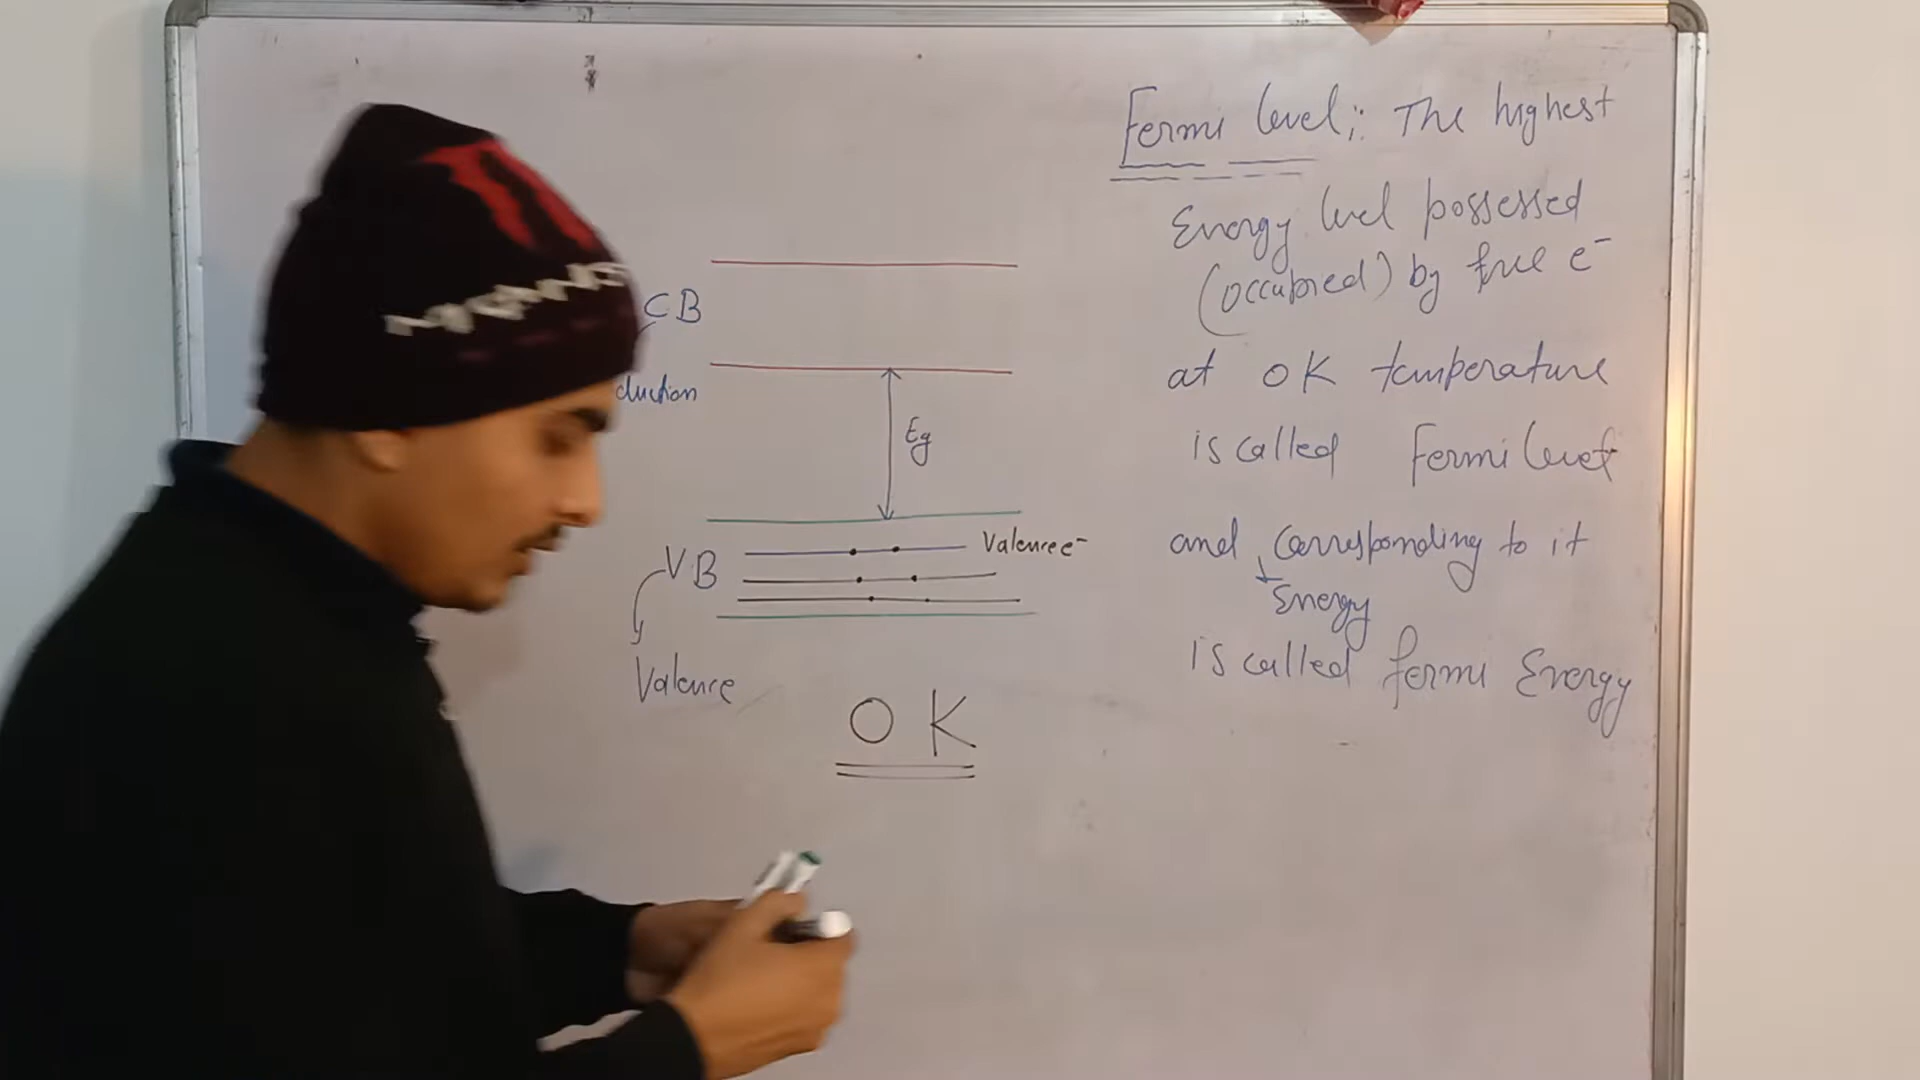 Fermi level;: The highest
Energy level possessed
(occupied) by free e⁻
at 0K temperature
is called Fermi level
and corresponding to it
Energy
is called fermi Energy
CB
duction
Eg
VB
Valence e⁻
Valence
0 K